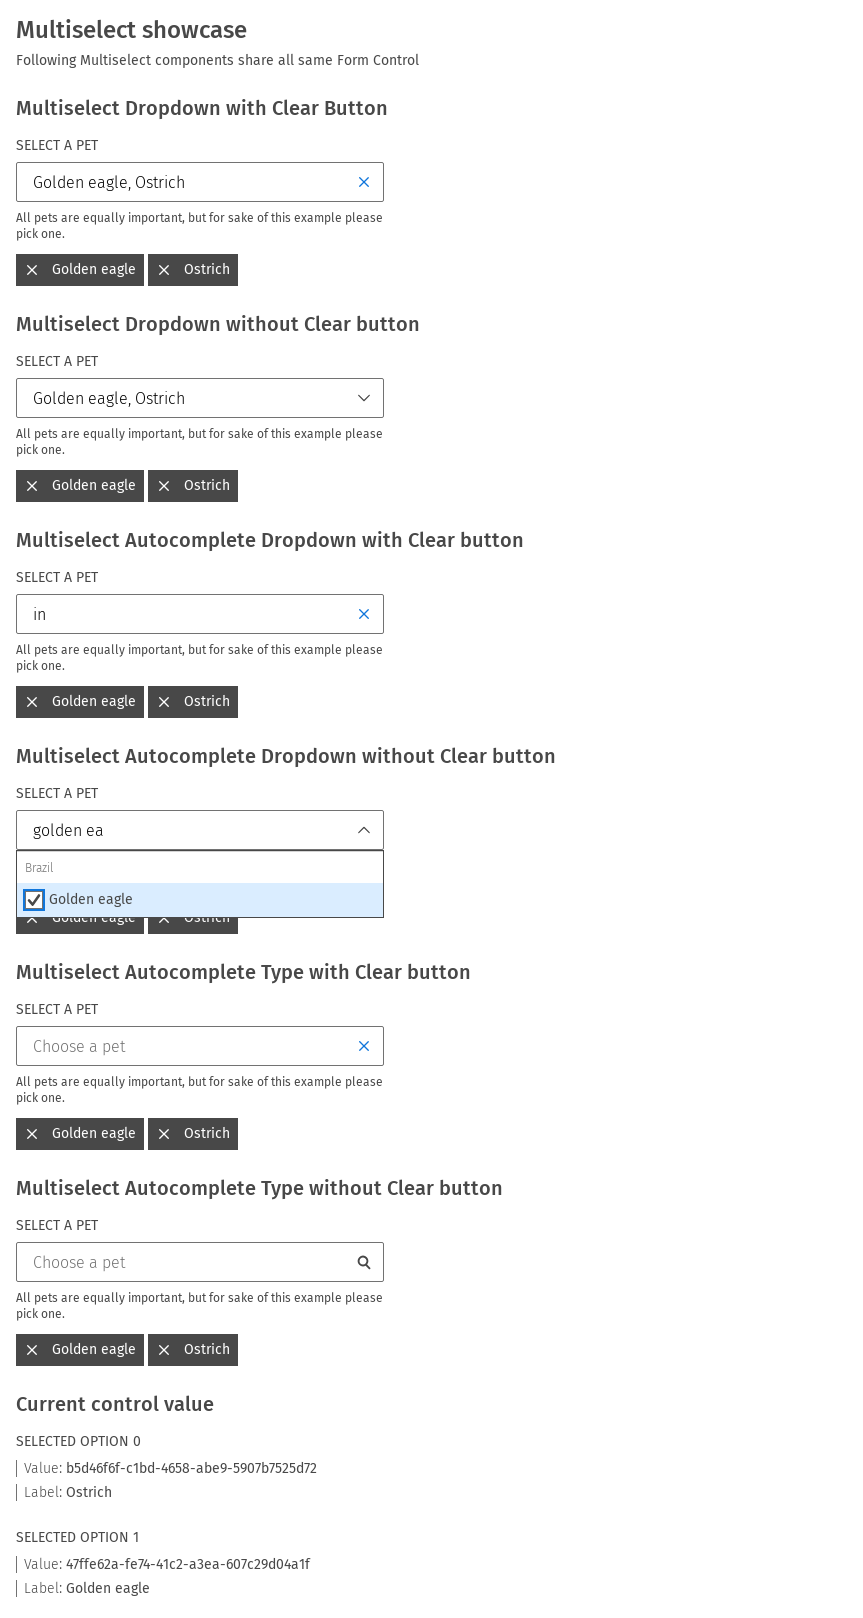 Multiselect showcase
Following Multiselect components share all same Form Control
Multiselect Dropdown with Clear Button
SELECT A PET
Golden eagle, Ostrich
All pets are equally important, but for sake of this example please
pick one.
Golden eagle Ostrich
Multiselect Dropdown without Clear button
SELECT A PET
Golden eagle, Ostrich
All pets are equally important, but for sake of this example please
pick one.
Golden eagle Ostrich
Multiselect Autocomplete Dropdown with Clear button
SELECT A PET
in
All pets are equally important, but for sake of this example please
pick one.
Golden eagle Ostrich
Multiselect Autocomplete Dropdown without Clear button
SELECT A PET
golden ea
Brazil
Golden eagle
Golden eagle Ostrich
Multiselect Autocomplete Type with Clear button
SELECT A PET
Choose a pet
All pets are equally important, but for sake of this example please
pick one.
Golden eagle Ostrich
Multiselect Autocomplete Type without Clear button
SELECT A PET
Choose a pet
All pets are equally important, but for sake of this example please
pick one.
Golden eagle Ostrich
Current control value
SELECTED OPTION 0
Value: b5d46f6f-c1bd-4658-abe9-5907b7525d72
Label: Ostrich
SELECTED OPTION 1
Value: 47ffe62a-fe74-41c2-a3ea-607c29d04a1f
Label: Golden eagle